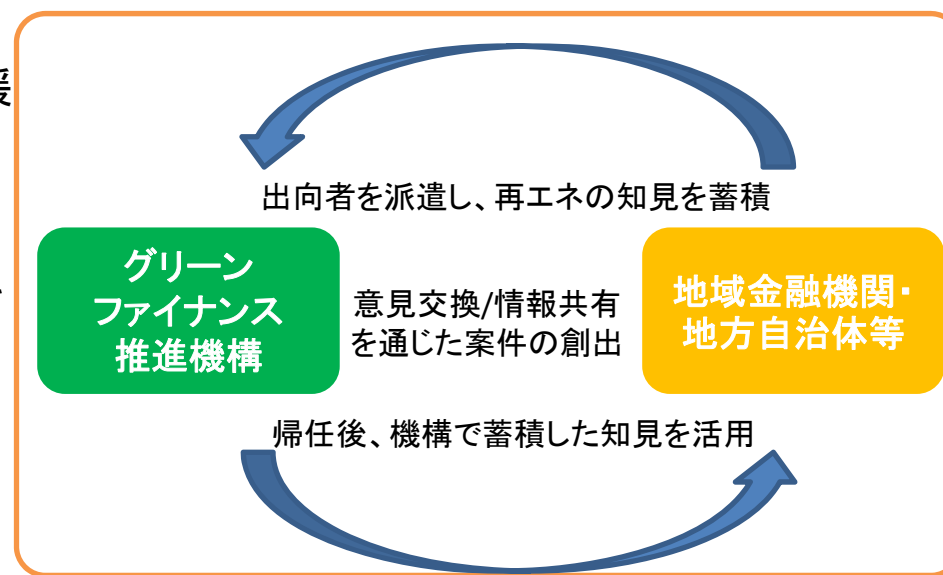 援
出向者を派遣し、再エネの知見を蓄積
グリーン
ファイナンス
推進機構
意見交換/情報共有
を通じた案件の創出
地域金融機関・
地方自治体等
帰任後、機構で蓄積した知見を活用